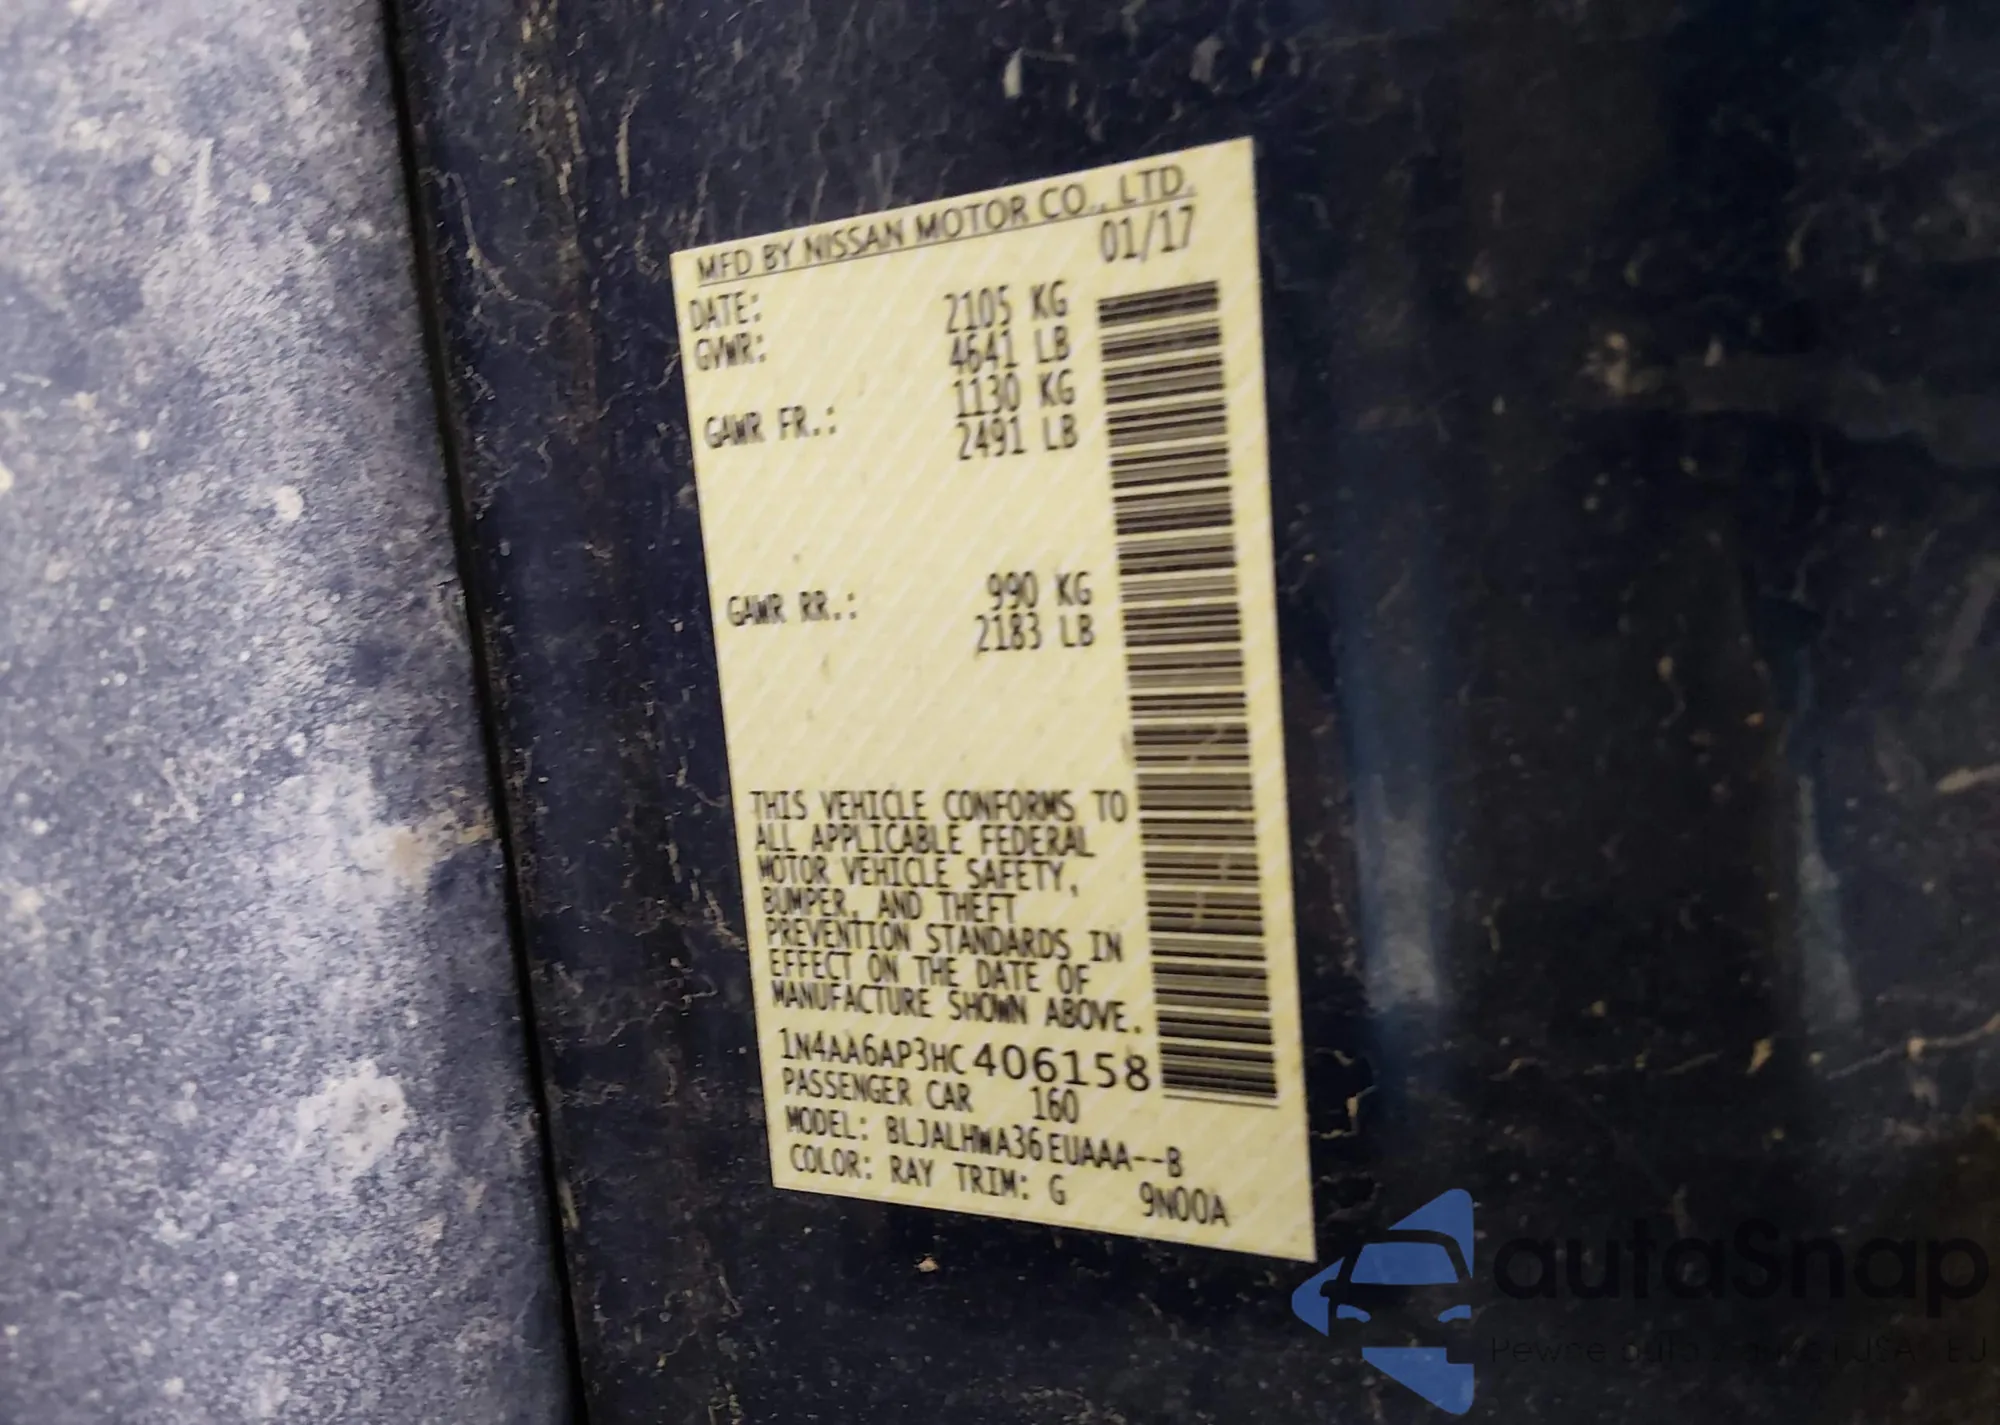 MFD BY NISSAN MOTOR CO., LTD.
DATE: 01/17
GVWR: 2105 KG
4641 LB
GAWR FR.: 1130 KG
2491 LB
GAWR RR.: 990 KG
2183 LB
THIS VEHICLE CONFORMS TO
ALL APPLICABLE FEDERAL
MOTOR VEHICLE SAFETY,
BUMPER, AND THEFT
PREVENTION STANDARDS IN
EFFECT ON THE DATE OF
MANUFACTURE SHOWN ABOVE.
1N4AA6AP3HC406158
PASSENGER CAR 160
MODEL: BLJALHWA36EUAAA--B
COLOR: RAY TRIM: G 9N00A
autaSnap
Pewne auta z